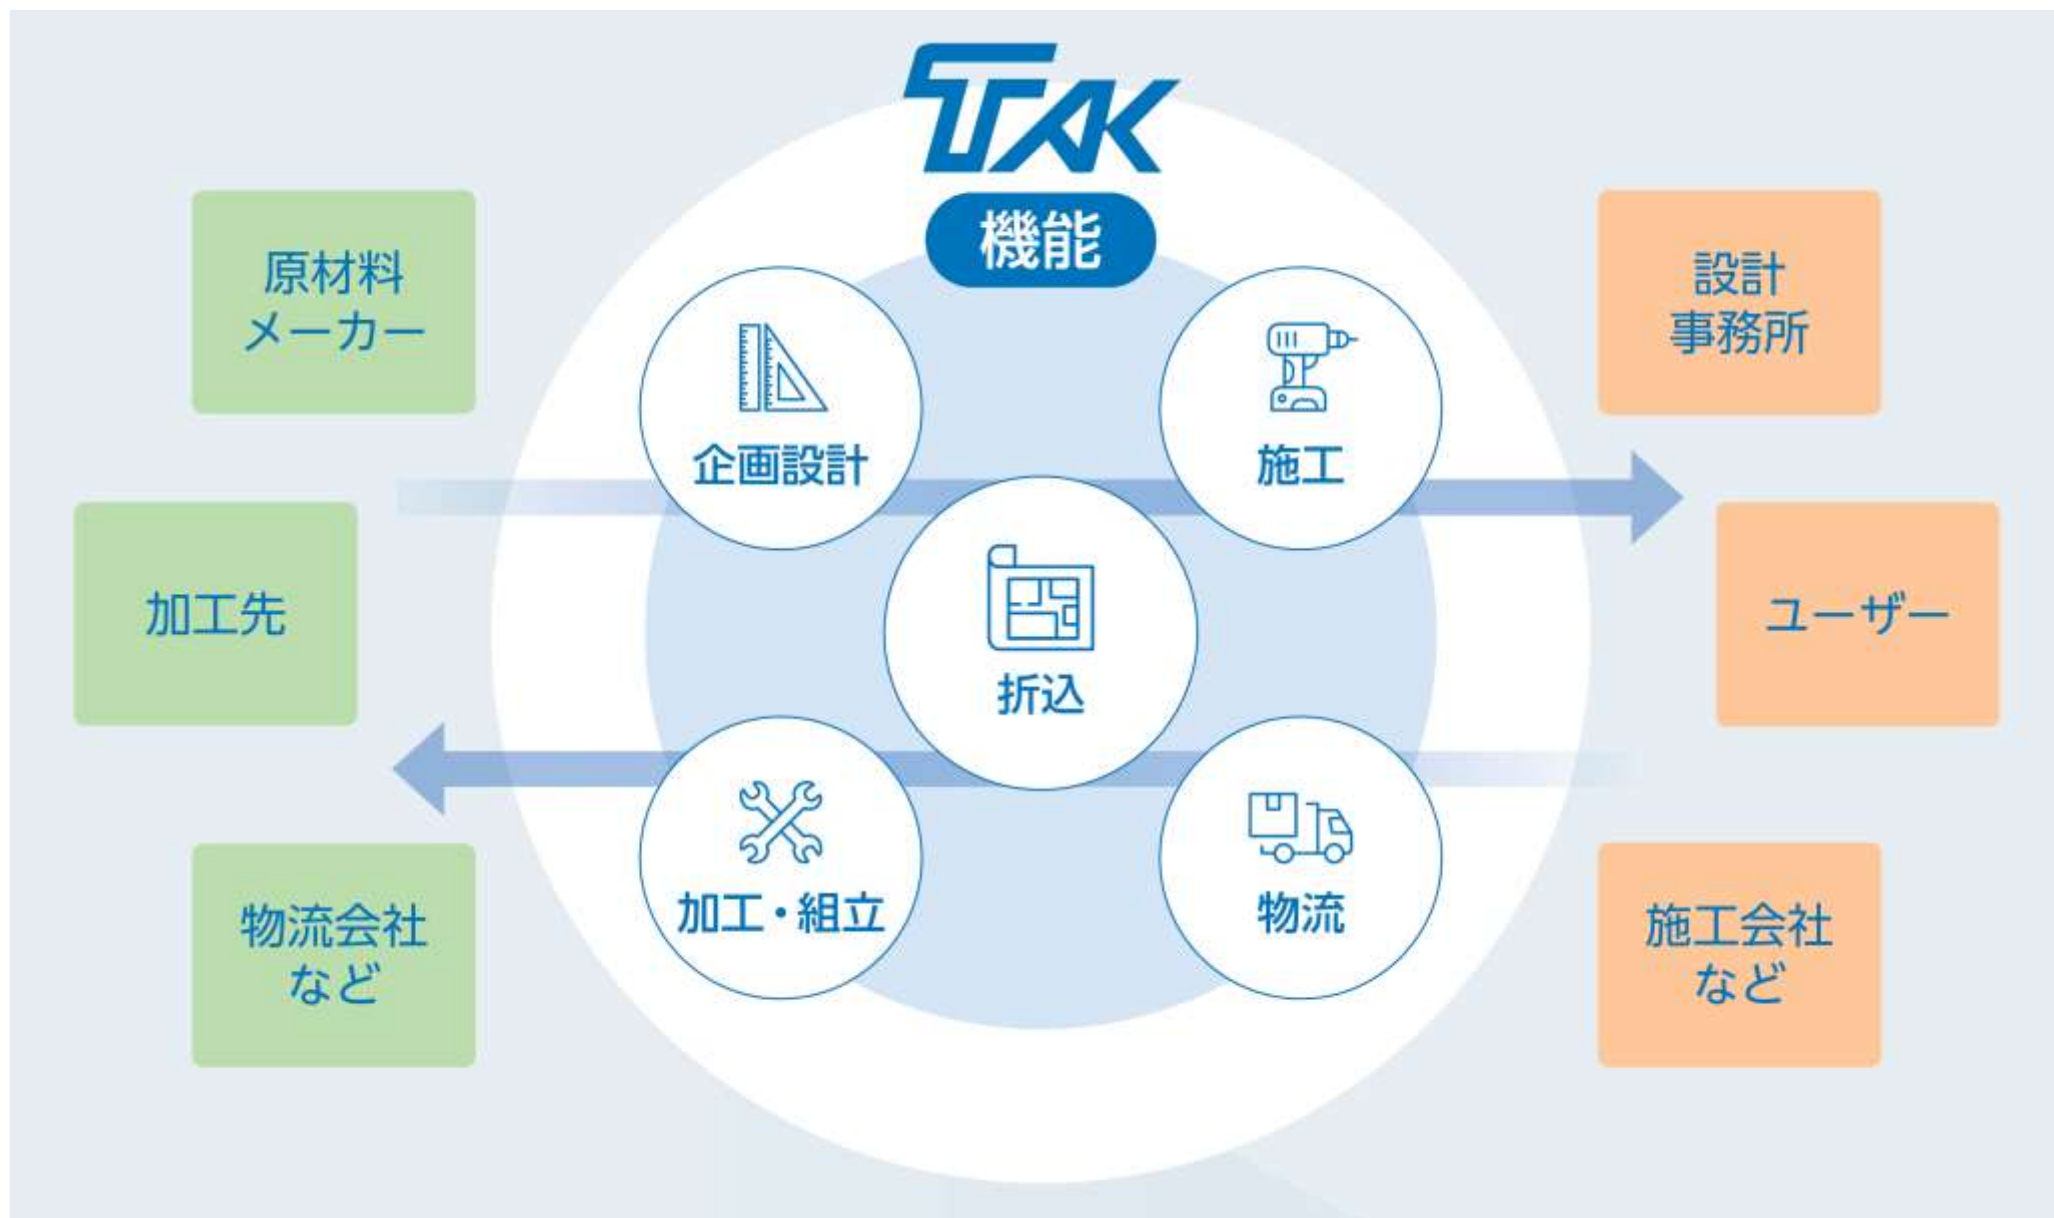 TAK
機能
原材料
メーカー
加工先
物流会社
など
企画設計
施工
折込
加工・組立
物流
設計
事務所
ユーザー
施工会社
など